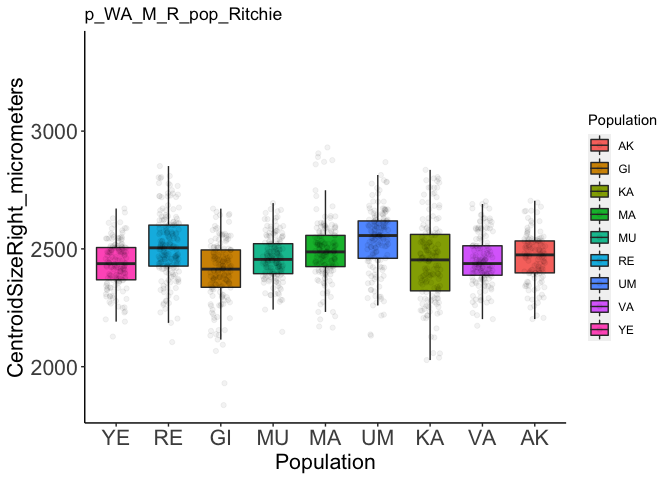 p_WA_M_R_pop_Ritchie
CentroidSizeRight_micrometers
3000
2500
2000
YE RE GI MU MA UM KA VA AK
Population
Population
AK
GI
KA
MA
MU
RE
UM
VA
YE